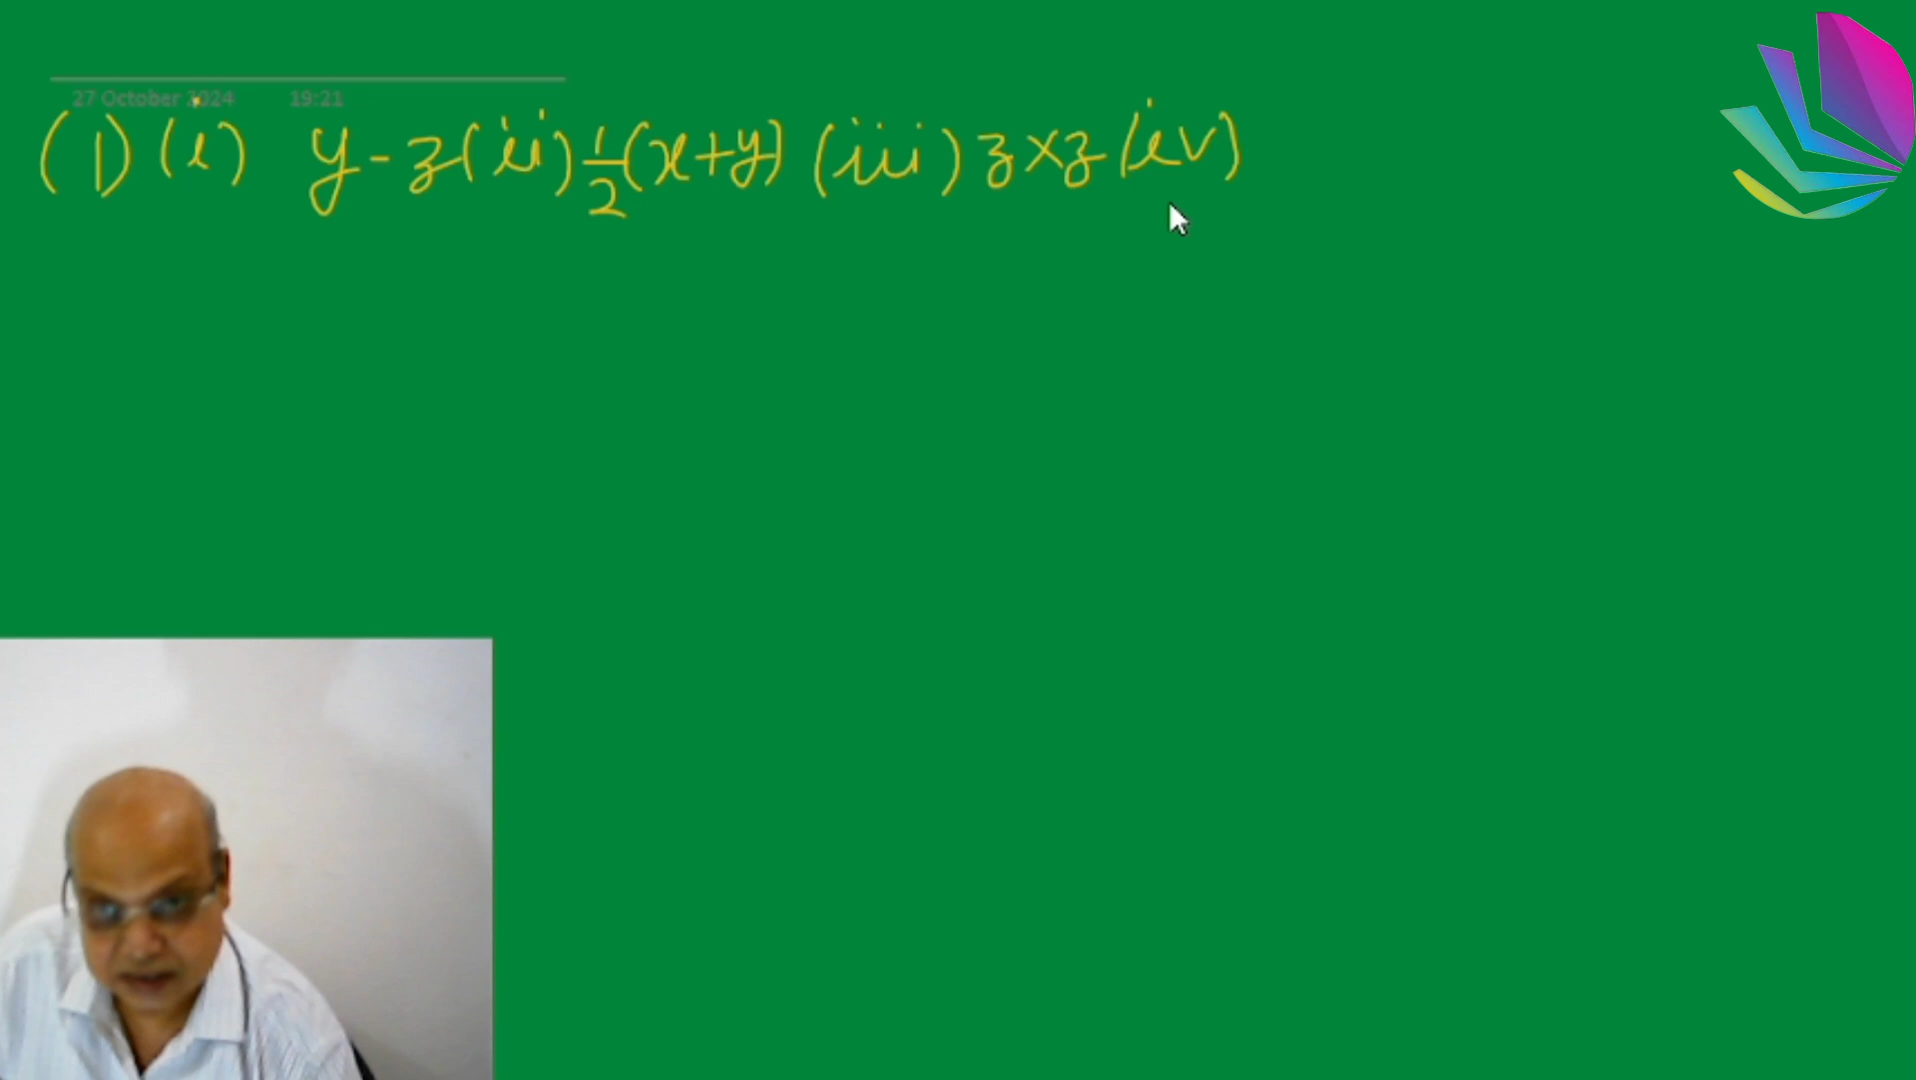 27 October 2024 19:21
(1) (i) y - z (ii) 1/2 (x+y) (iii) z × z (iv)